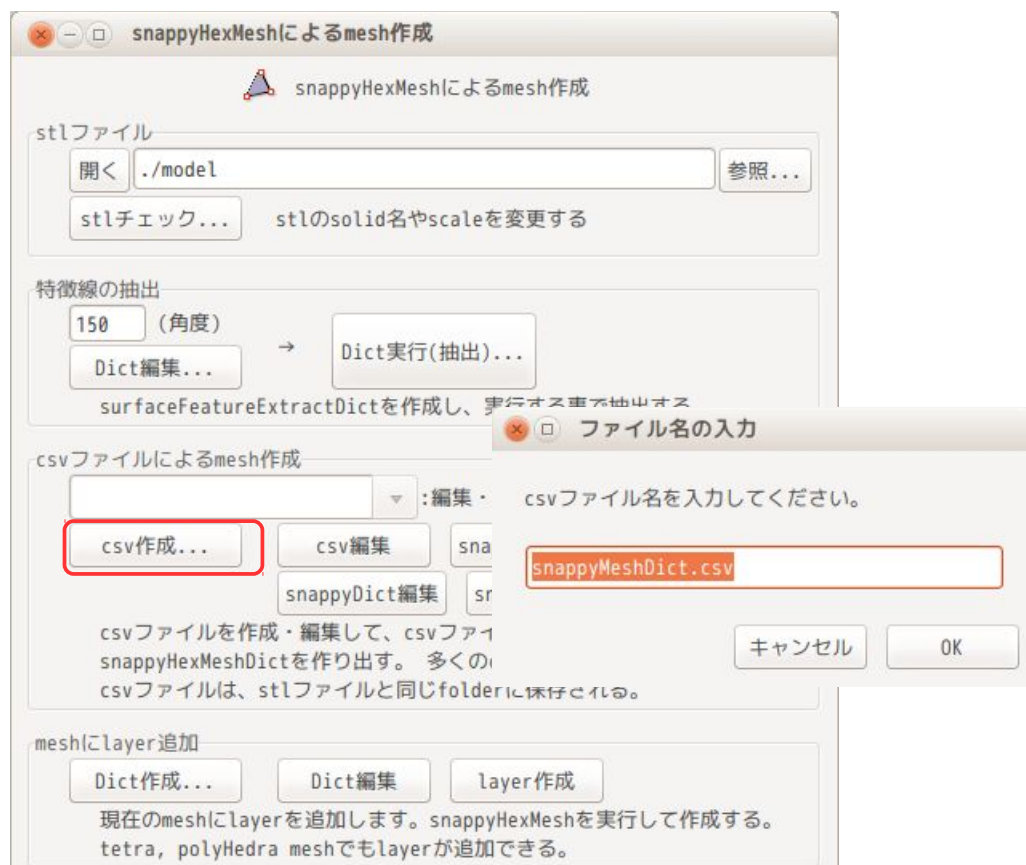 snappyHexMeshによるmesh作成
snappyHexMeshによるmesh作成
stlファイル
開く ./model 参照...
stlチェック... stlのsolid名やscaleを変更する
特徴線の抽出
150 (角度)
Dict編集... → Dict実行(抽出)...
surfaceFeatureExtractDictを作成し、実行する事で抽出する
csvファイルによるmesh作成
:編集・
csv作成... csv編集 sna
snappyDict編集 sn
csvファイルを作成・編集して、csvファイ
snappyHexMeshDictを作り出す。 多くの
csvファイルは、stlファイルと同じfolderに保存される。
ファイル名の入力
csvファイル名を入力してください。
snappyMeshDict.csv
キャンセル OK
meshにlayer追加
Dict作成... Dict編集 layer作成
現在のmeshにlayerを追加します。snappyHexMeshを実行して作成する。
tetra, polyHedra meshでもlayerが追加できる。